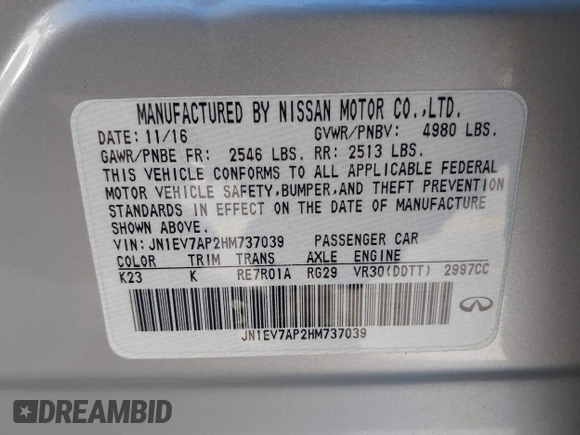 MANUFACTURED BY NISSAN MOTOR CO.,LTD.
DATE: 11/16 GVWR/PNBV: 4980 LBS.
GAWR/PNBE FR: 2546 LBS. RR: 2513 LBS.
THIS VEHICLE CONFORMS TO ALL APPLICABLE FEDERAL
MOTOR VEHICLE SAFETY,BUMPER,AND THEFT PREVENTION
STANDARDS IN EFFECT ON THE DATE OF MANUFACTURE
SHOWN ABOVE.
VIN: JN1EV7AP2HM737039 PASSENGER CAR
COLOR TRIM TRANS AXLE ENGINE
K23 K RE7R01A RG29 VR30(DDTT) 2997CC
JN1EV7AP2HM737039
DREAMBID